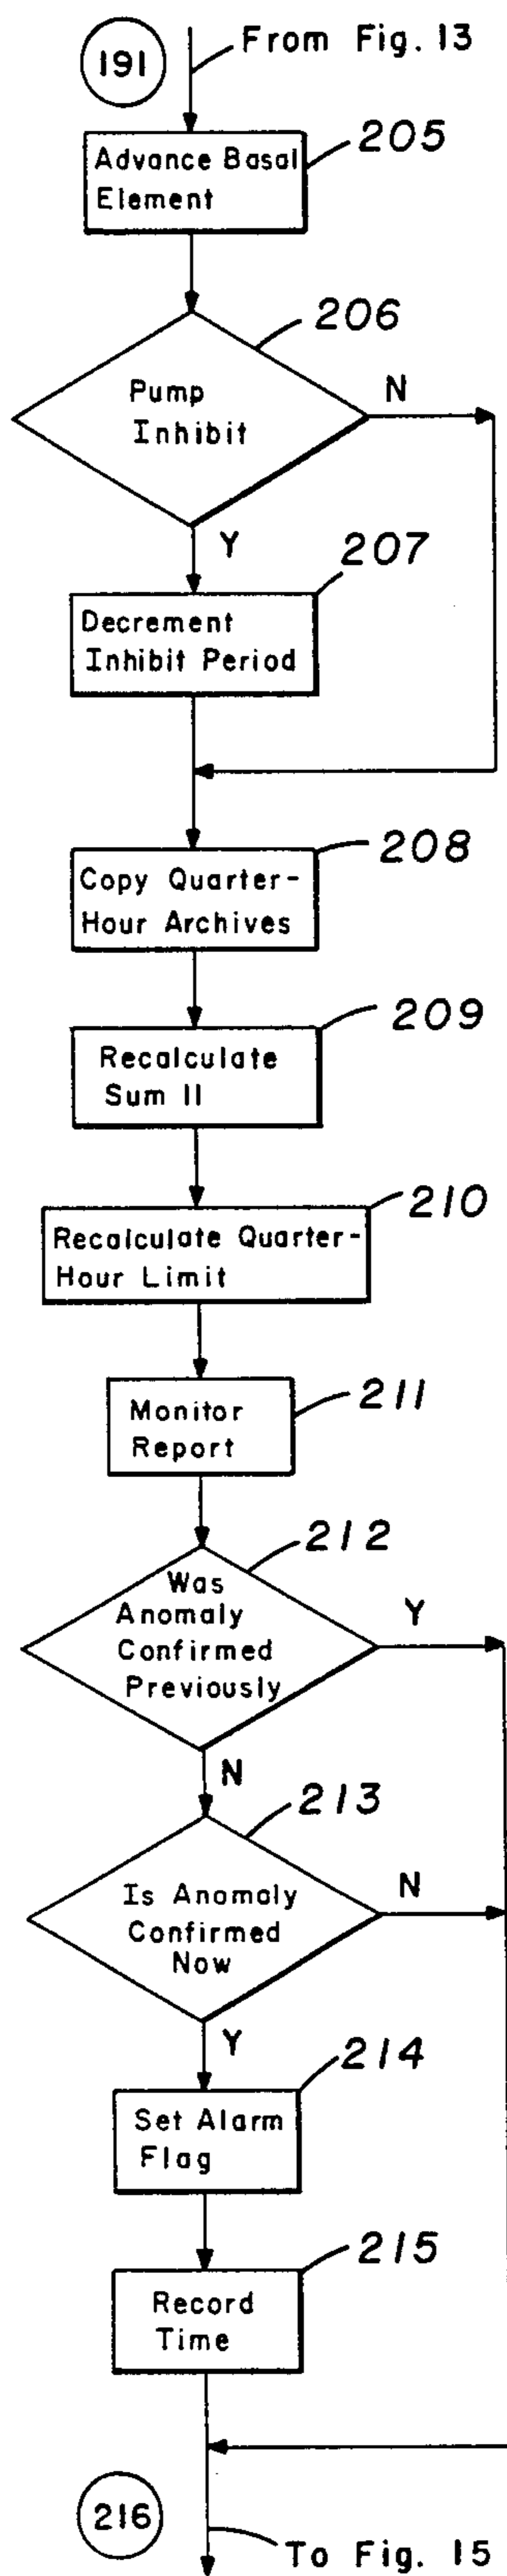 191
From Fig. 13
205
Advance Basal
Element
206
Pump
Inhibit
N
Y
207
Decrement
Inhibit Period
208
Copy Quarter-
Hour Archives
209
Recalculate
Sum II
210
Recalculate Quarter-
Hour Limit
211
Monitor
Report
212
Was
Anomaly
Confirmed
Previously
Y
N
213
Is Anomaly
Confirmed
Now
N
Y
214
Set Alarm
Flag
215
Record
Time
216
To Fig. 15